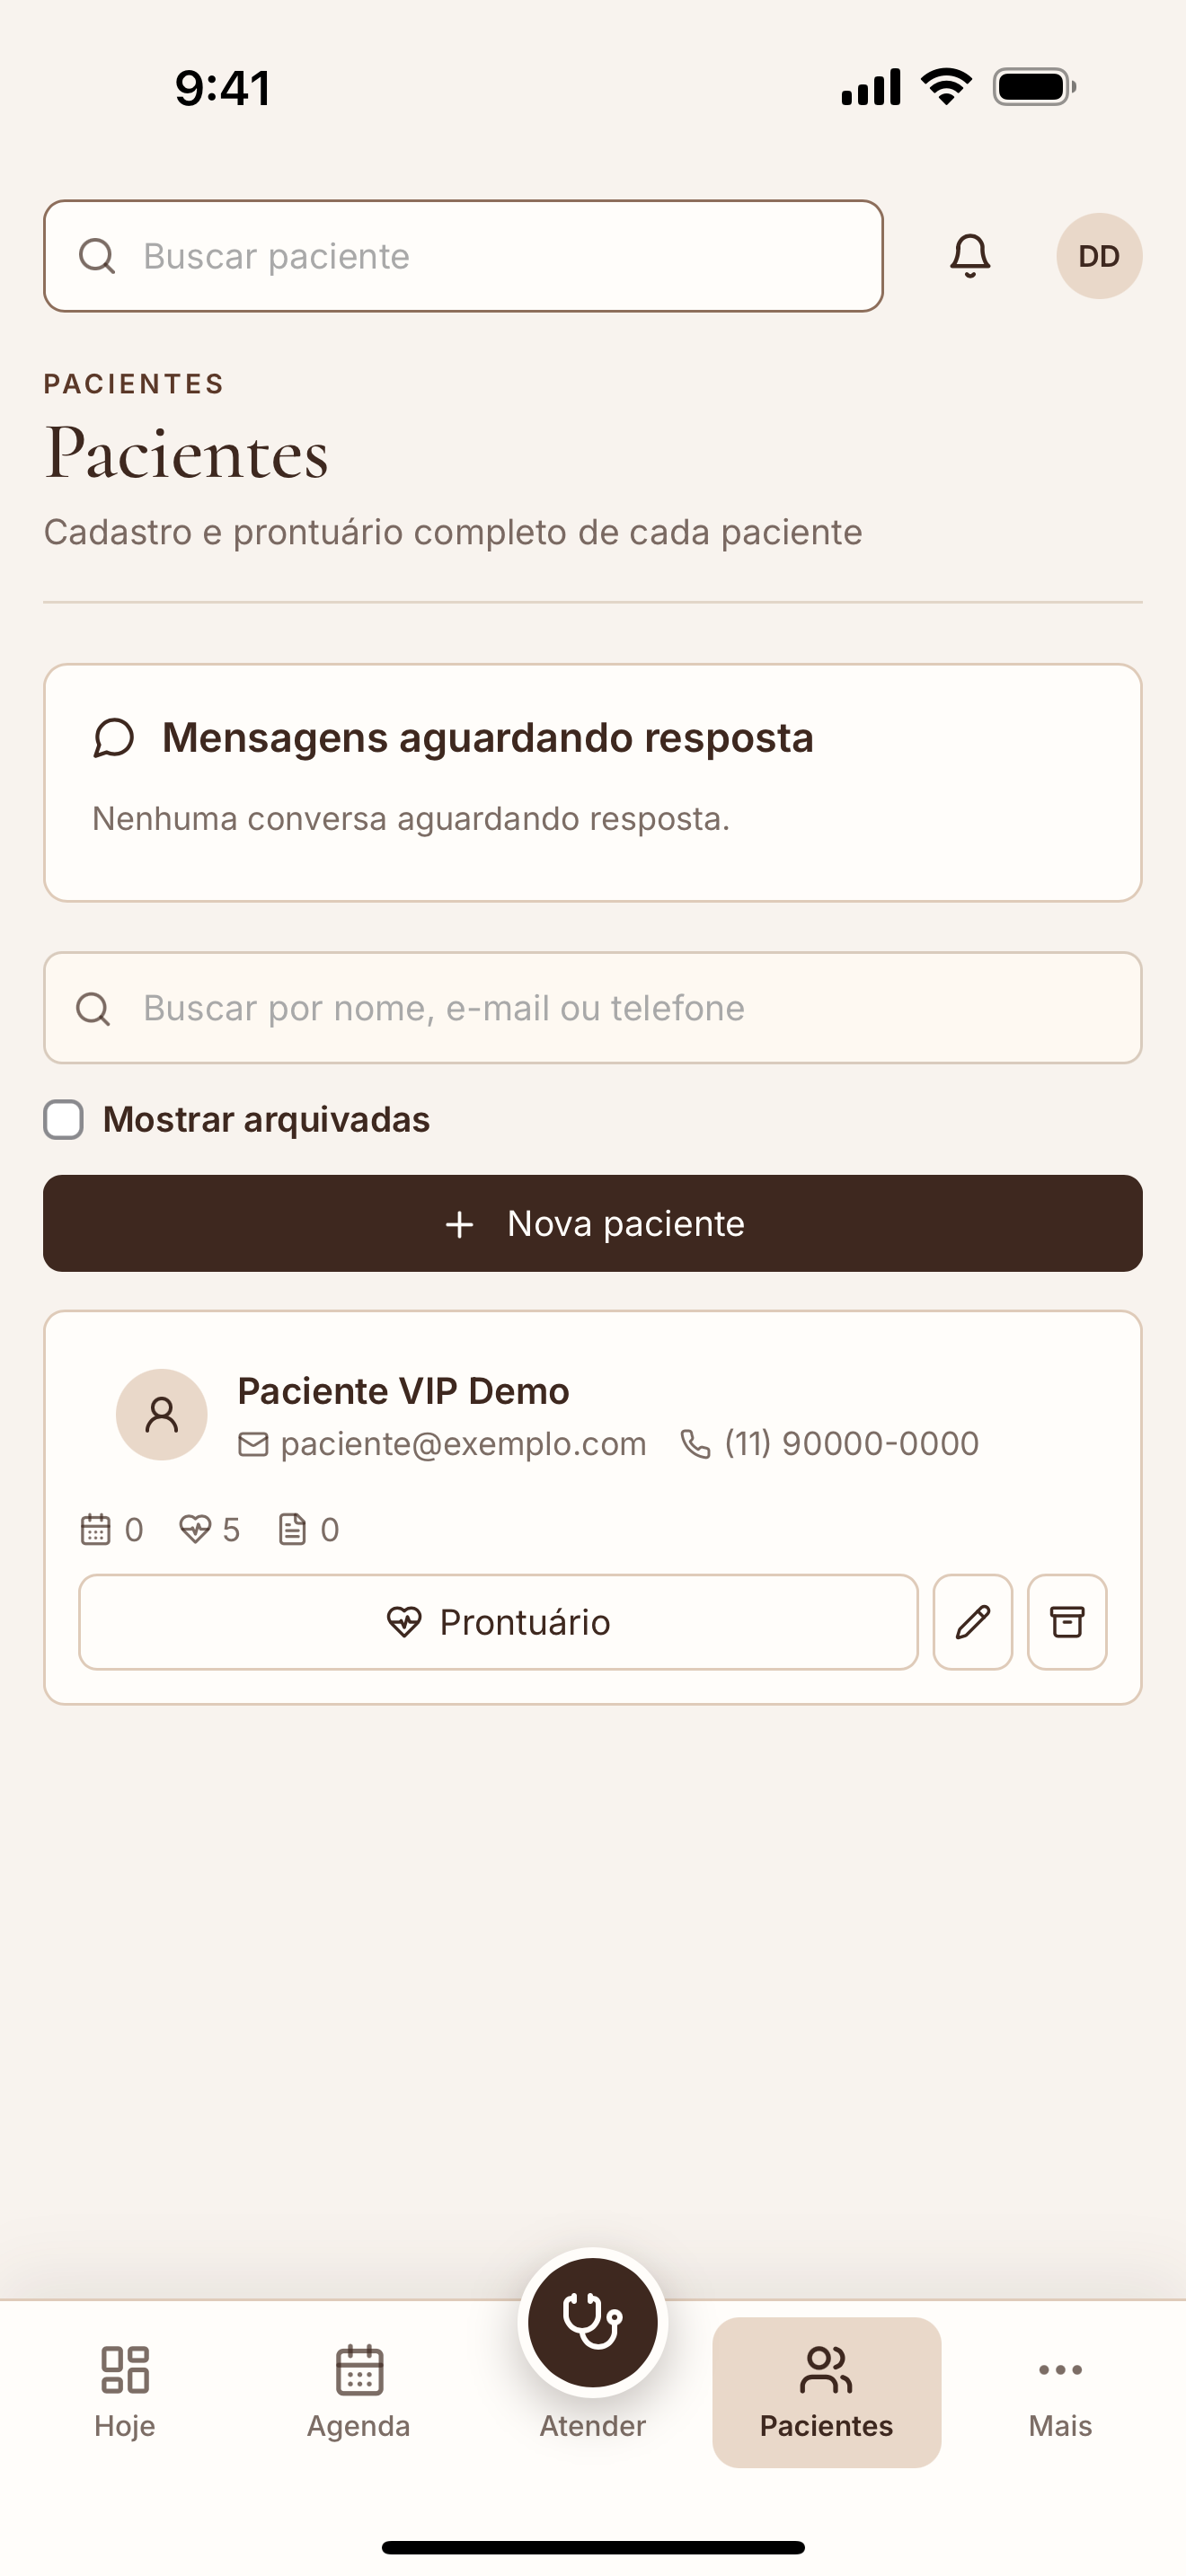 9:41
Buscar paciente
DD
PACIENTES
Pacientes
Cadastro e prontuário completo de cada paciente
Mensagens aguardando resposta
Nenhuma conversa aguardando resposta.
Buscar por nome, e-mail ou telefone
Mostrar arquivadas
Nova paciente
Paciente VIP Demo
paciente@exemplo.com (11) 90000-0000
0 5 0
Prontuário
Hoje Agenda Atender Pacientes Mais